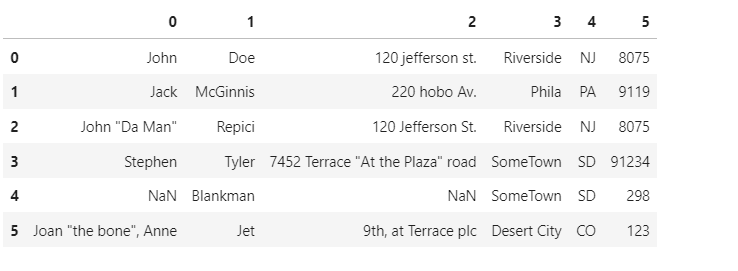 0 1 2 3 4 5
0 John Doe 120 jefferson st. Riverside NJ 8075
1 Jack McGinnis 220 hobo Av. Phila PA 9119
2 John "Da Man" Repici 120 Jefferson St. Riverside NJ 8075
3 Stephen Tyler 7452 Terrace "At the Plaza" road SomeTown SD 91234
4 NaN Blankman NaN SomeTown SD 298
5 Joan "the bone", Anne Jet 9th, at Terrace plc Desert City CO 123